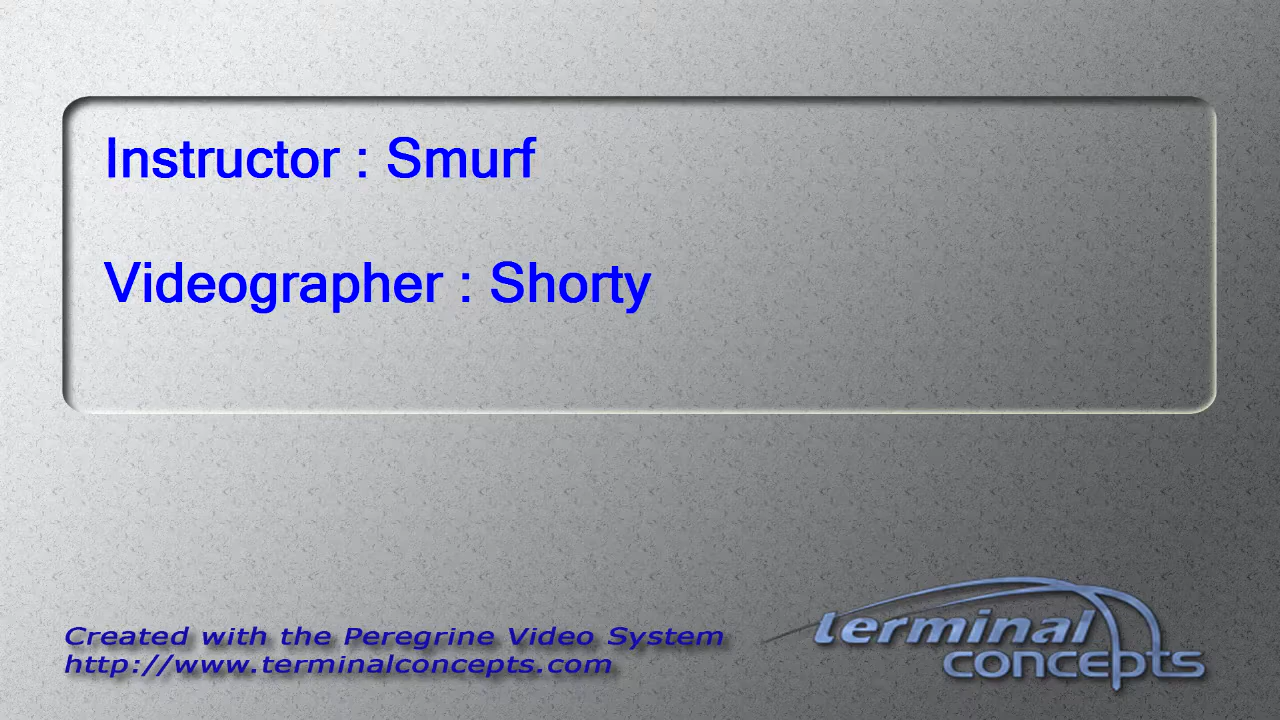 Instructor : Smurf
Videographer : Shorty
Created with the Peregrine Video System
http://www.terminalconcepts.com
terminal
concepts